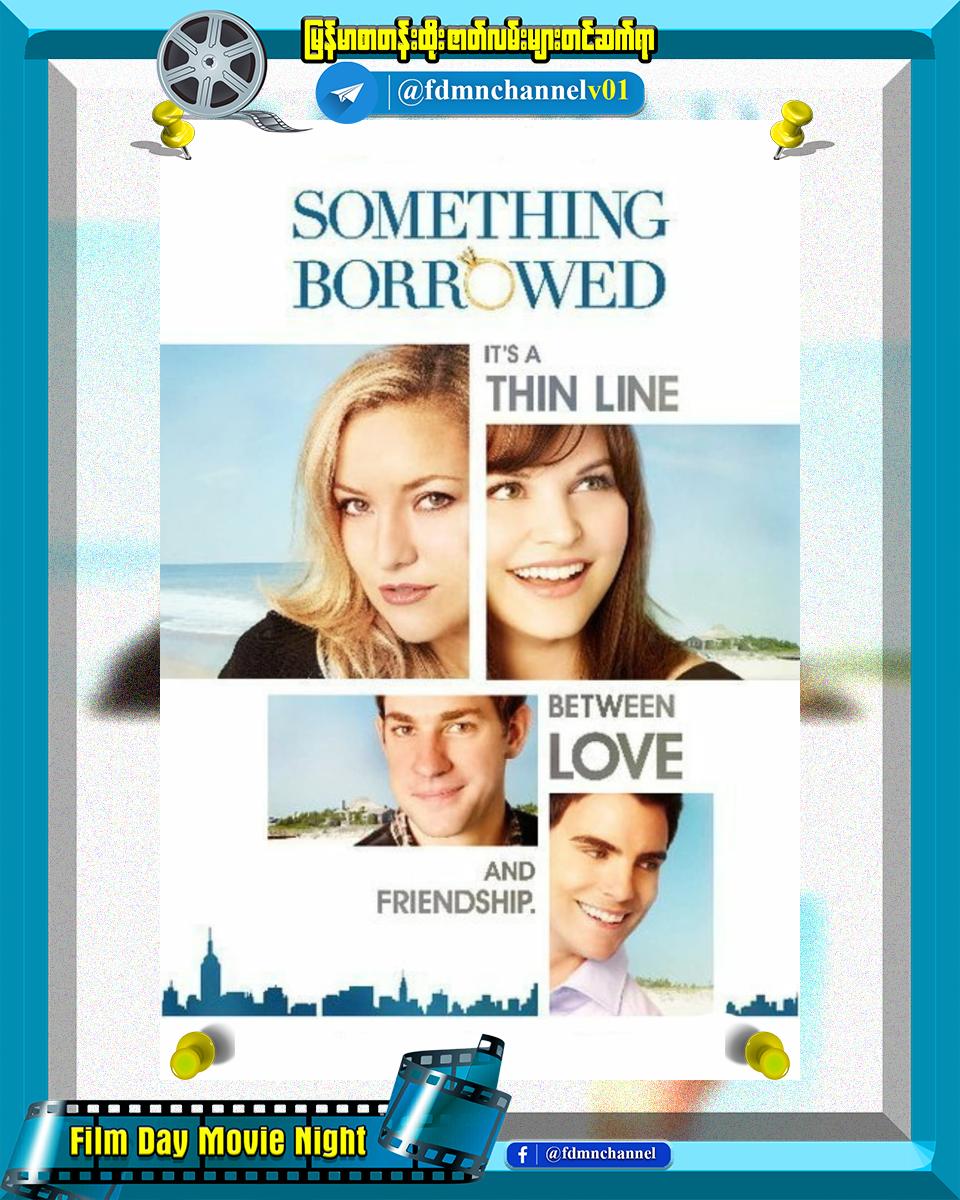 မြန်မာစာတန်းထိုးဇာတ်လမ်းများတင်ဆက်ရာ
@fdmnchannelv01
SOMETHING
BORROWED
IT'S A
THIN LINE
BETWEEN
LOVE
AND
FRIENDSHIP.
Film Day Movie Night
f @fdmnchannel